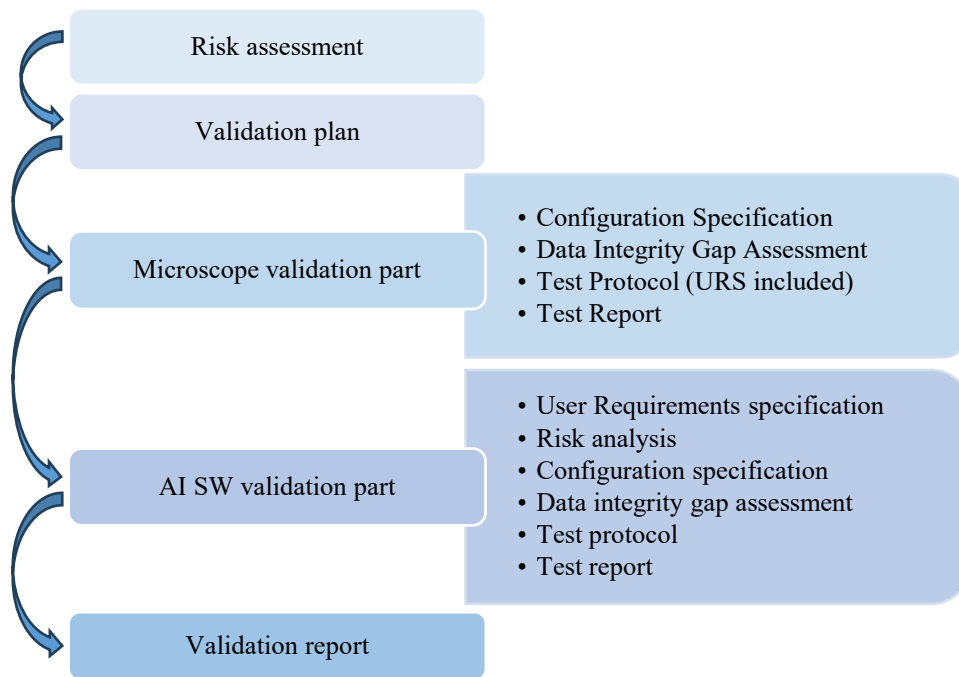 Risk assessment
Validation plan
Microscope validation part
• Configuration Specification
• Data Integrity Gap Assessment
• Test Protocol (URS included)
• Test Report
AI SW validation part
• User Requirements specification
• Risk analysis
• Configuration specification
• Data integrity gap assessment
• Test protocol
• Test report
Validation report